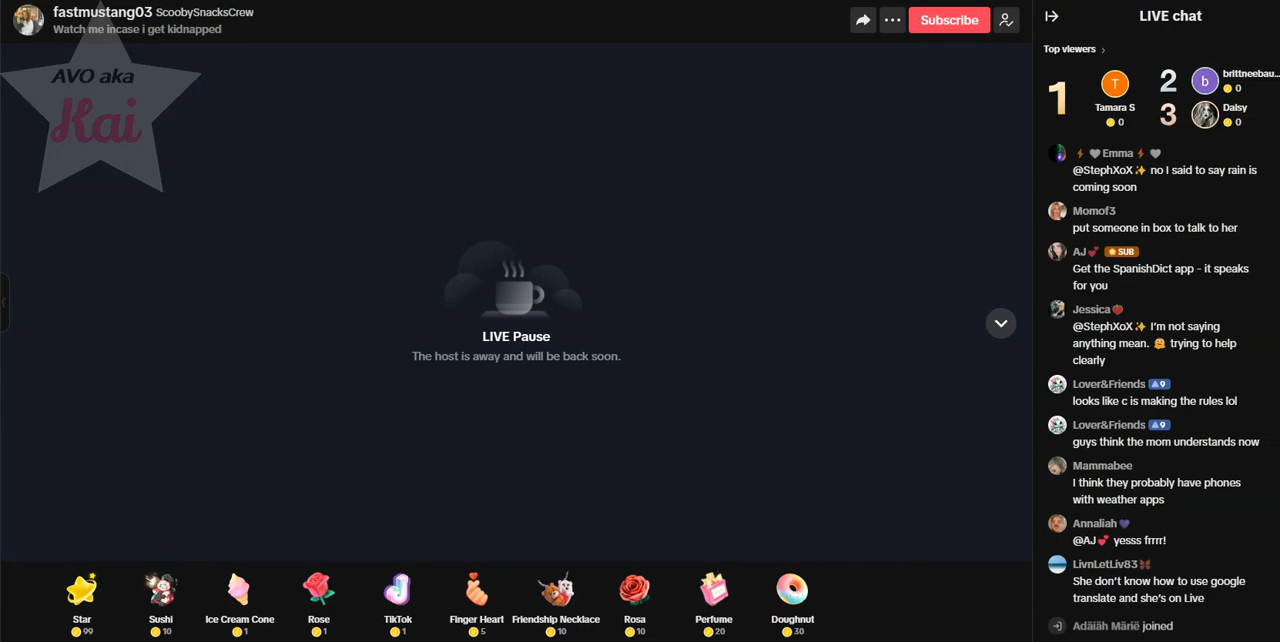 fastmustang03 ScoobySnacksCrew
Watch me incase i get kidnapped
Subscribe
AVO aka
Kai
LIVE Pause
The host is away and will be back soon.
Star
99
Sushi
10
Ice Cream Cone
1
Rose
1
TikTok
1
Finger Heart
5
Friendship Necklace
10
Rosa
10
Perfume
20
Doughnut
30
LIVE chat
Top viewers
1
T
Tamara S
0
2
b
brittneebau...
0
3
Daisy
0
Emma
@StephXoX✨ no I said to say rain is
coming soon
Momof3
put someone in box to talk to her
AJ💕 SUB
Get the SpanishDict app - it speaks
for you
Jessica
@StephXoX✨ I'm not saying
anything mean. 🤗 trying to help
clearly
Lover&Friends 9
looks like c is making the rules lol
Lover&Friends 9
guys think the mom understands now
Mammabee
I think they probably have phones
with weather apps
Annaliah💜
@AJ💕 yesss frrr!
LivnLetLiv83
She don't know how to use google
translate and she's on Live
Adäiäh Märië joined